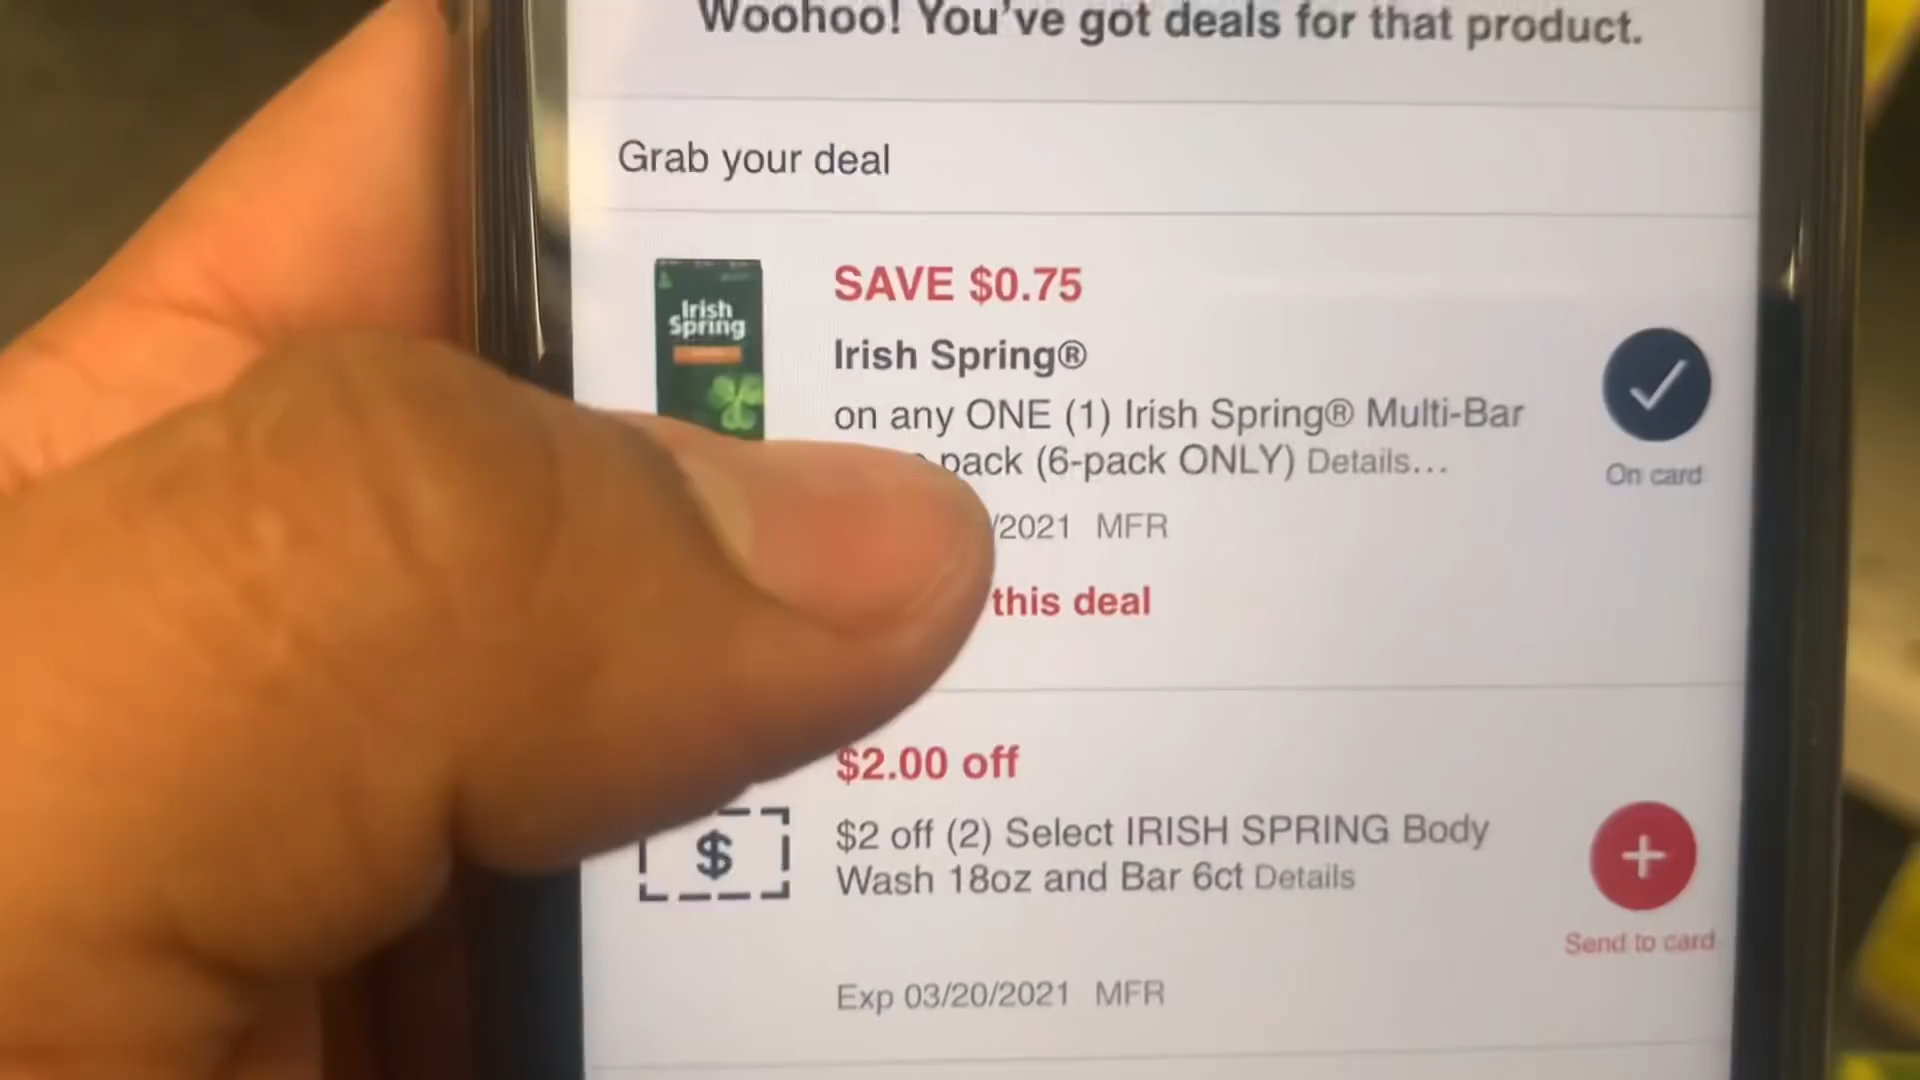 Woohoo! You've got deals for that product.
Grab your deal
Irish
Spring
SAVE $0.75
Irish Spring®
on any ONE (1) Irish Spring® Multi-Bar
pack (6-pack ONLY) Details...
On card
/2021 MFR
this deal
$2.00 off
$
$2 off (2) Select IRISH SPRING Body
Wash 18oz and Bar 6ct Details
+
Send to card
Exp 03/20/2021 MFR